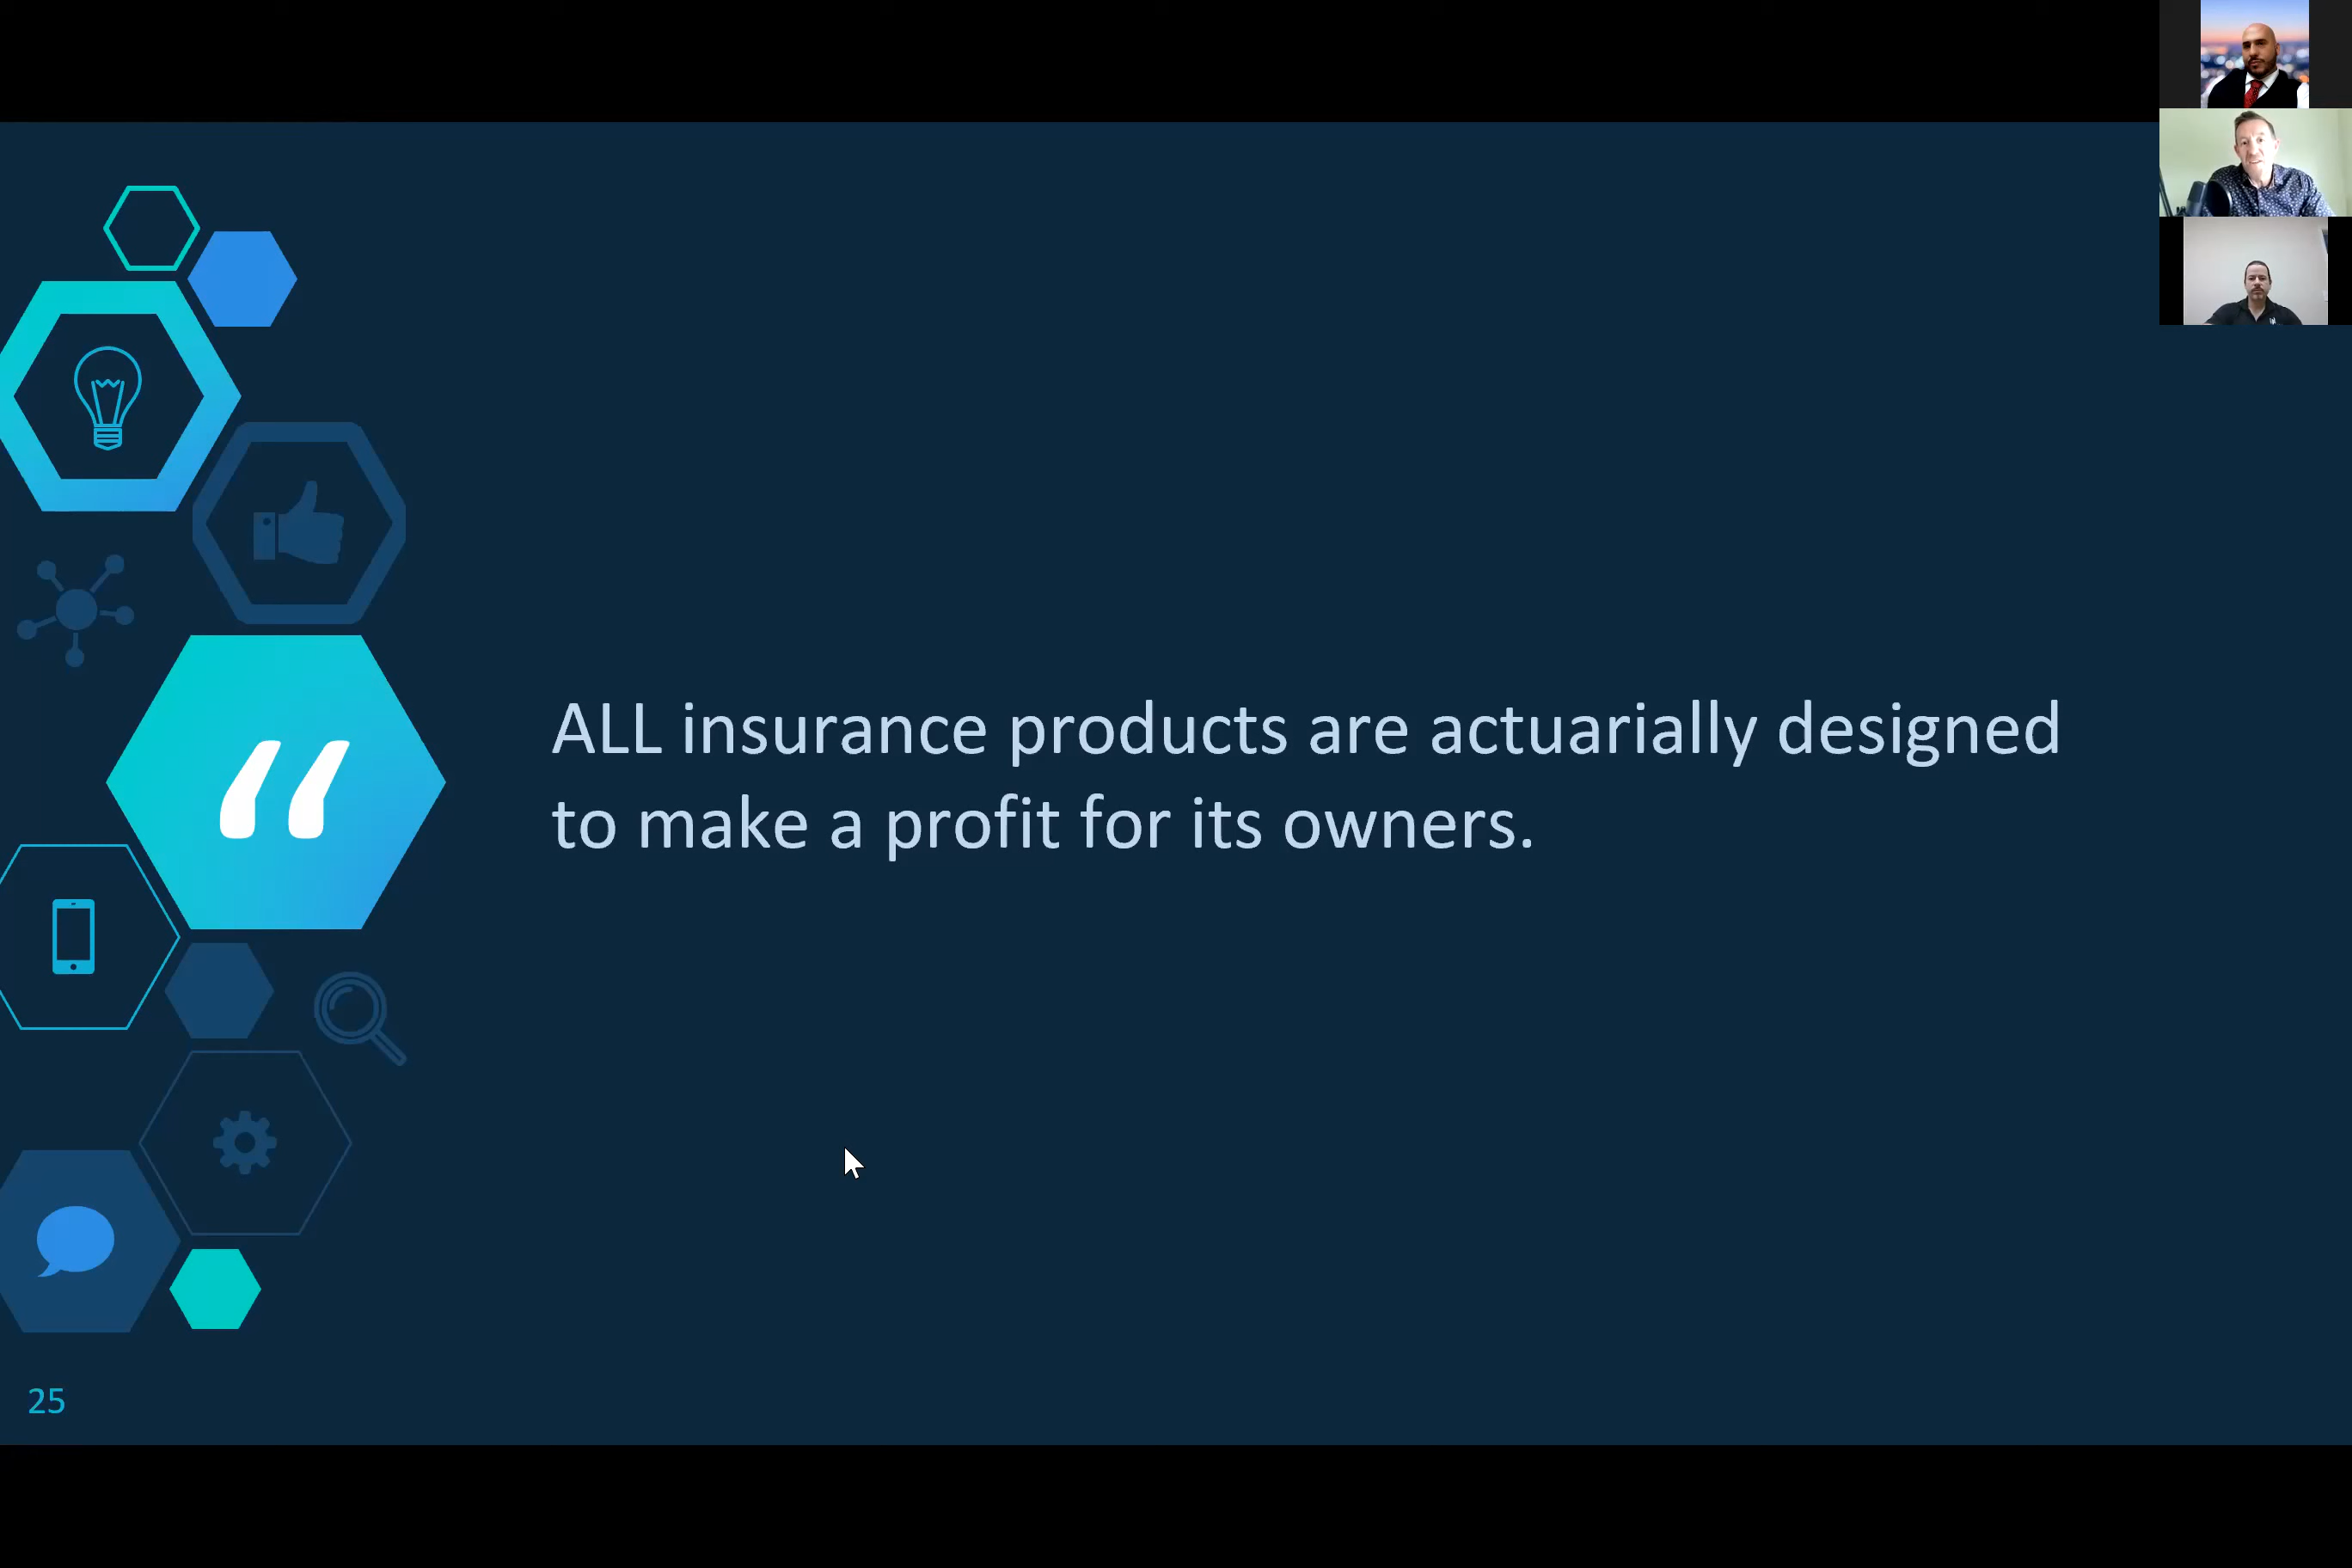 “
ALL insurance products are actuarially designed
to make a profit for its owners.
25